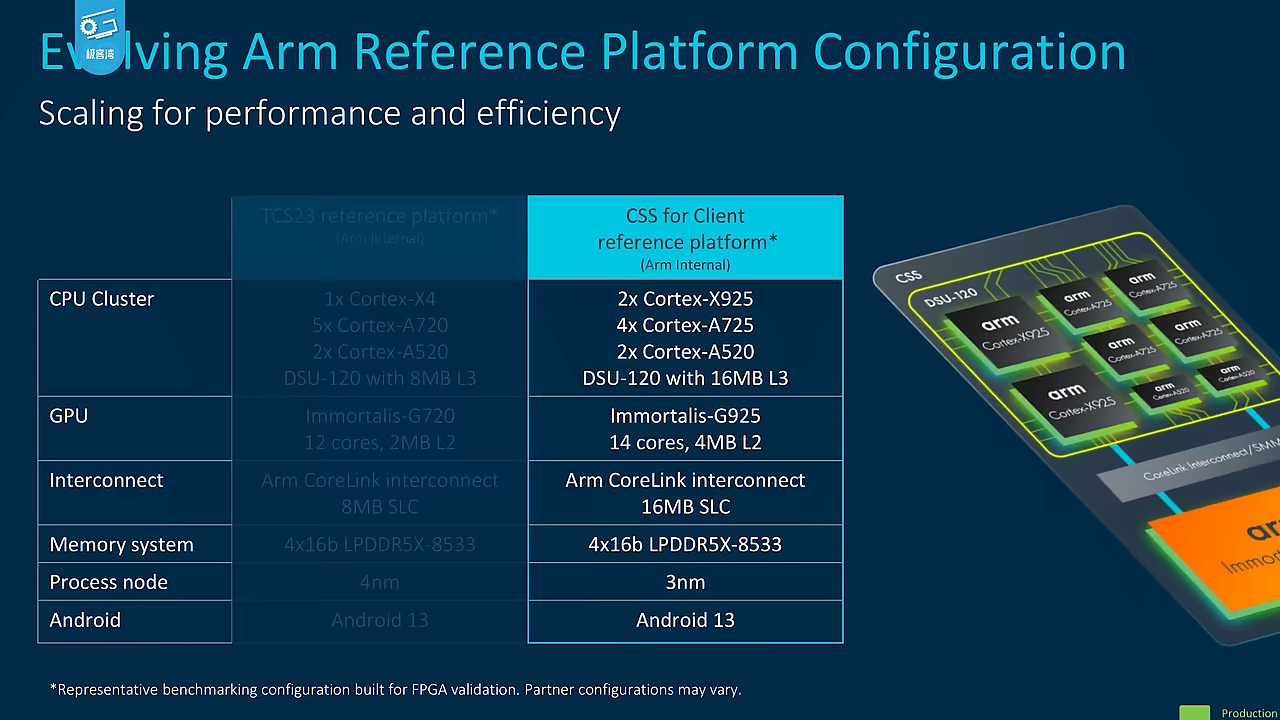 极客湾
Evolving Arm Reference Platform Configuration
Scaling for performance and efficiency
TCS23 reference platform*
(Arm Internal)
CSS for Client
reference platform*
(Arm Internal)
CPU Cluster
1x Cortex-X4
5x Cortex-A720
2x Cortex-A520
DSU-120 with 8MB L3
2x Cortex-X925
4x Cortex-A725
2x Cortex-A520
DSU-120 with 16MB L3
GPU
Immortalis-G720
12 cores, 2MB L2
Immortalis-G925
14 cores, 4MB L2
Interconnect
Arm CoreLink interconnect
8MB SLC
Arm CoreLink interconnect
16MB SLC
Memory system
4x16b LPDDR5X-8533
4x16b LPDDR5X-8533
Process node
4nm
3nm
Android
Android 13
Android 13
*Representative benchmarking configuration built for FPGA validation. Partner configurations may vary.
CSS
DSU-120
arm
Cortex-X925
arm
Cortex-A725
arm
Cortex-A725
arm
Cortex-A725
arm
Cortex-A725
arm
Cortex-X925
arm
Cortex-A520
arm
Cortex-A520
CoreLink Interconnect/SMM
Production